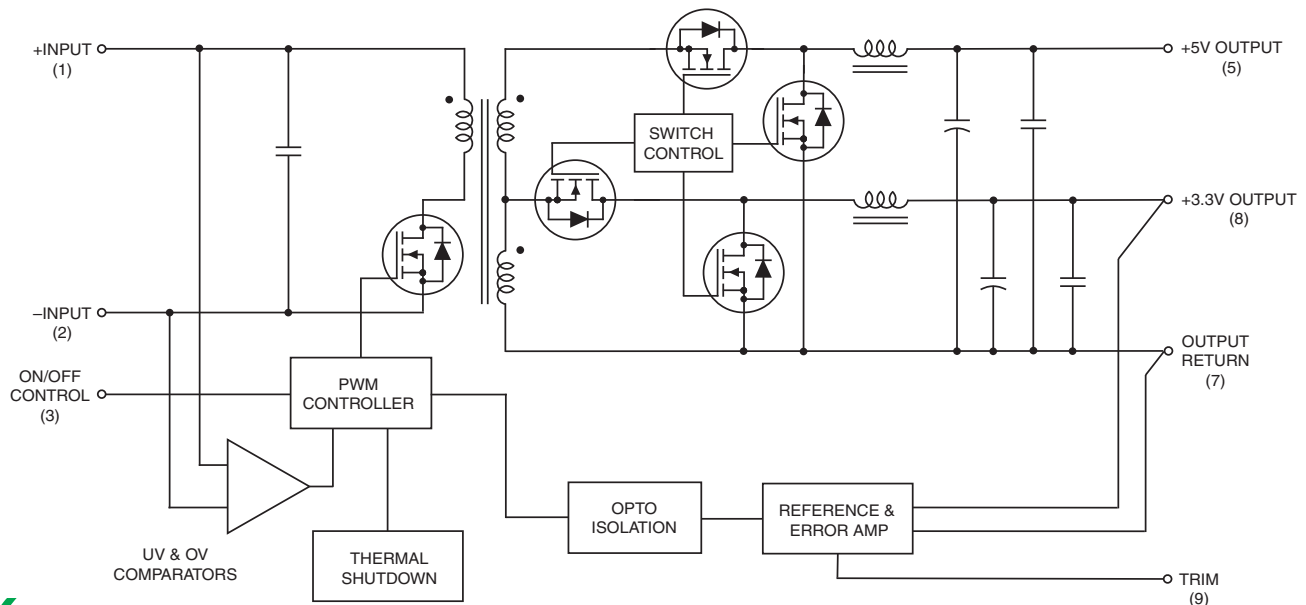 +INPUT
(1)
+5V OUTPUT
(5)
SWITCH
CONTROL
+3.3V OUTPUT
(8)
–INPUT
(2)
OUTPUT
RETURN
(7)
ON/OFF
CONTROL
(3)
PWM
CONTROLLER
OPTO
ISOLATION
REFERENCE &
ERROR AMP
UV & OV
COMPARATORS
THERMAL
SHUTDOWN
TRIM
(9)